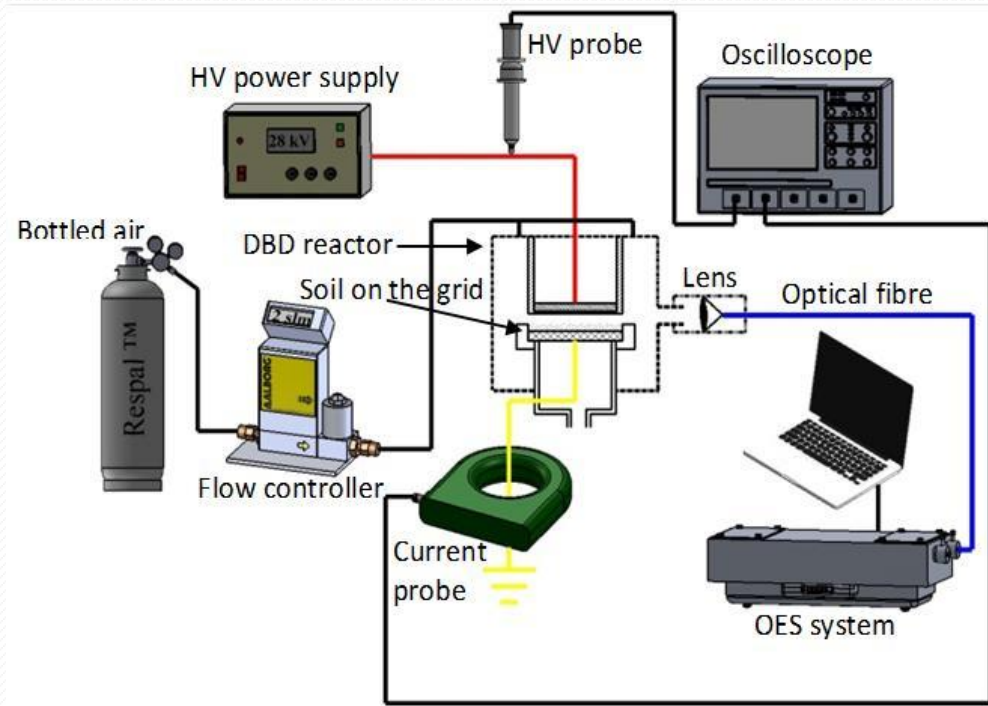 HV probe
Oscilloscope
HV power supply
28 kV
Bottled air
DBD reactor
Soil on the grid
Lens
Optical fibre
2 slm
AALBORG
Respal ™
Flow controller
Current
probe
OES system